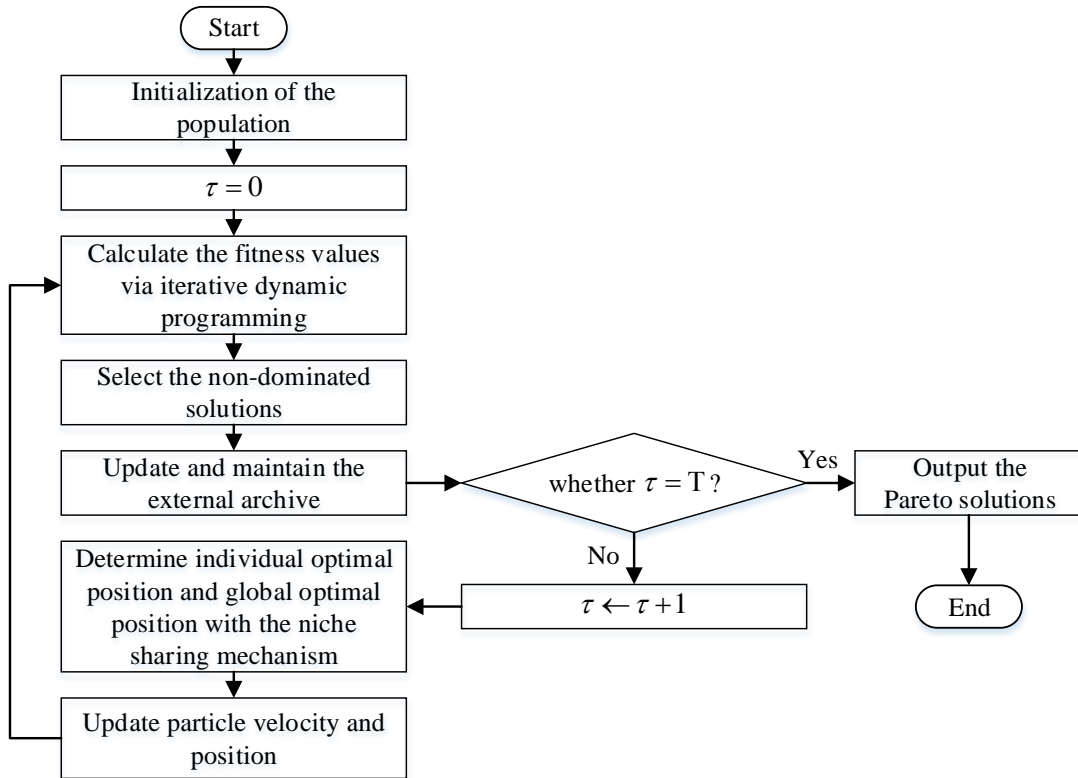 Start
Initialization of the
population
τ = 0
Calculate the fitness values
via iterative dynamic
programming
Select the non-dominated
solutions
Update and maintain the
external archive
whether τ = T ?
Yes
Output the
Pareto solutions
End
No
τ ← τ +1
Determine individual optimal
position and global optimal
position with the niche
sharing mechanism
Update particle velocity and
position